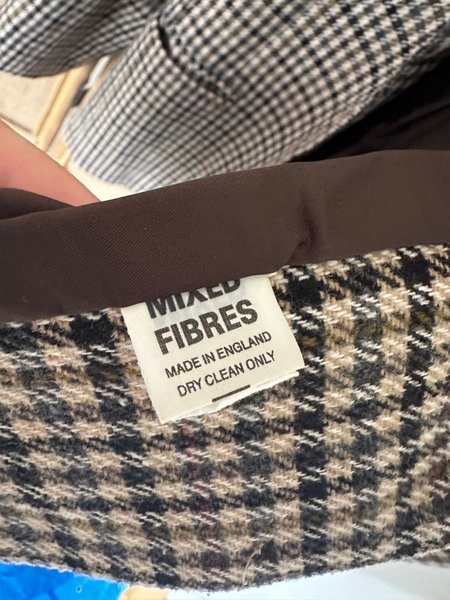 MIXED
FIBRES
MADE IN ENGLAND
DRY CLEAN ONLY